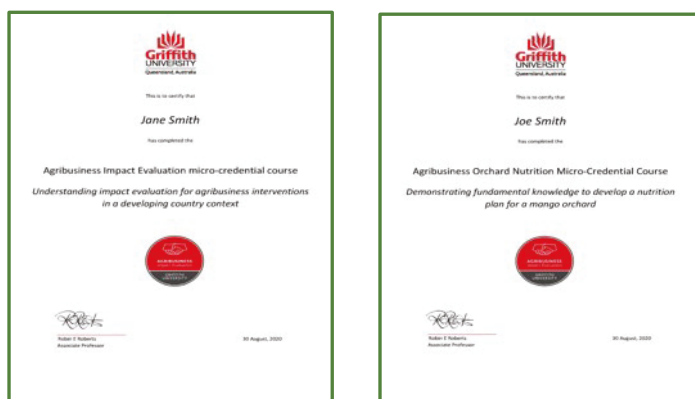 Griffith
UNIVERSITY
Queensland, Australia
This is to certify that
Jane Smith
has completed the
Agribusiness Impact Evaluation micro-credential course
Understanding impact evaluation for agribusiness interventions
in a developing country context
AGRIBUSINESS
GRIFFITH
UNIVERSITY
Robin E Roberts
Associate Professor
30 August, 2020
Griffith
UNIVERSITY
Queensland, Australia
This is to certify that
Joe Smith
has completed the
Agribusiness Orchard Nutrition Micro-Credential Course
Demonstrating fundamental knowledge to develop a nutrition
plan for a mango orchard
AGRIBUSINESS
GRIFFITH
UNIVERSITY
Robin E Roberts
Associate Professor
30 August, 2020